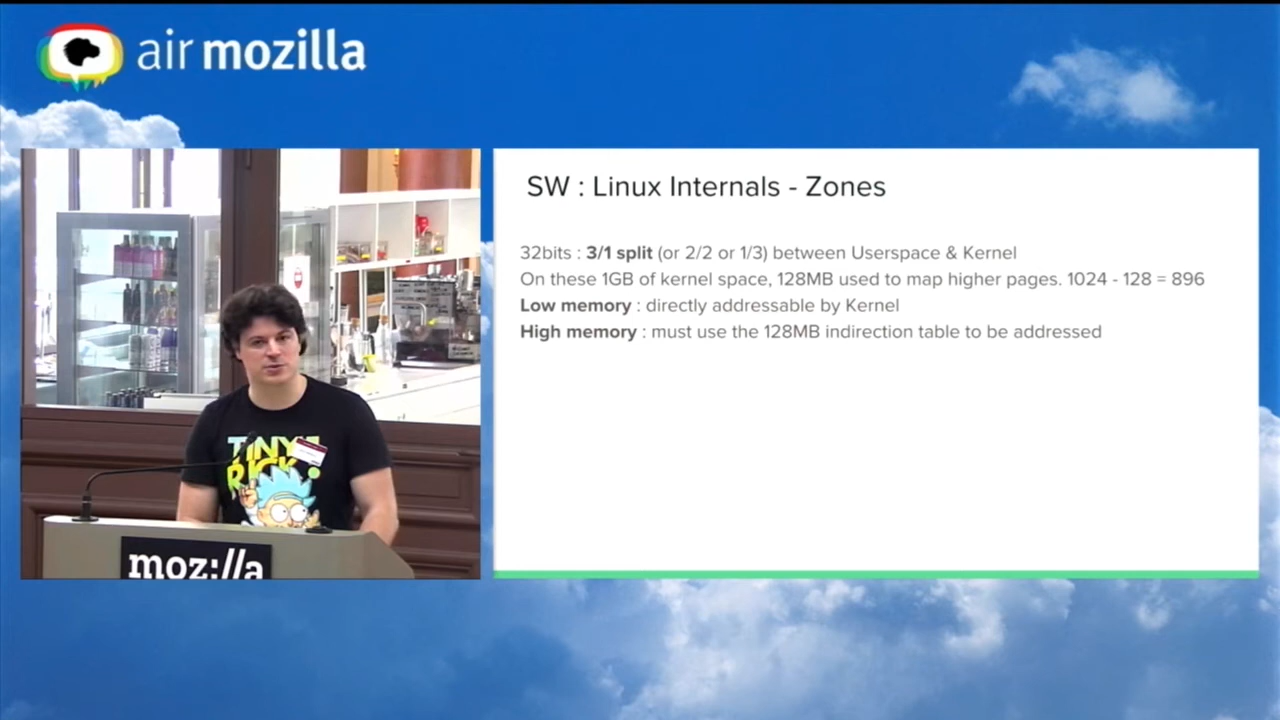 air mozilla
SW : Linux Internals - Zones
32bits : 3/1 split (or 2/2 or 1/3) between Userspace & Kernel
On these 1GB of kernel space, 128MB used to map higher pages. 1024 - 128 = 896
Low memory : directly addressable by Kernel
High memory : must use the 128MB indirection table to be addressed
TINY
RICK!
moz://a